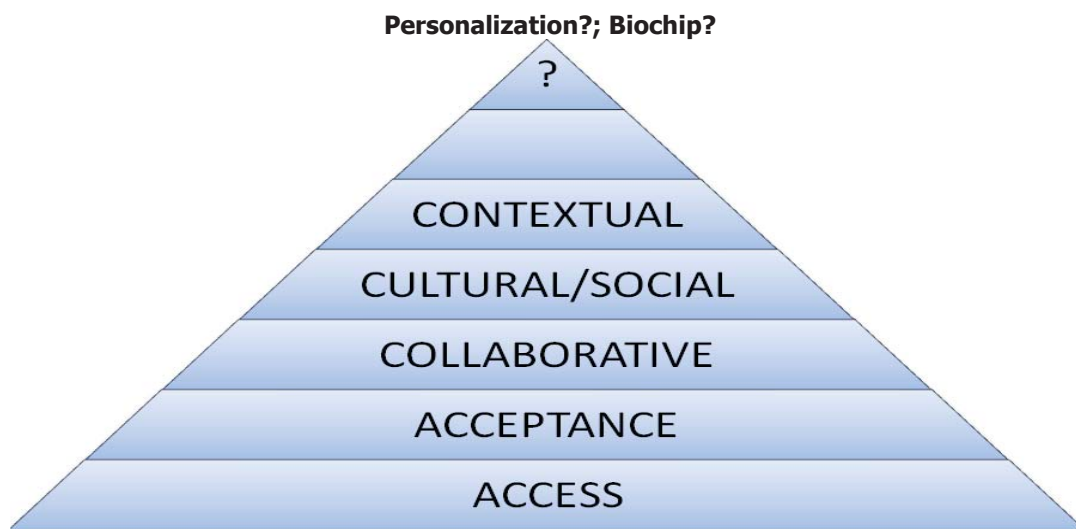 Personalization?; Biochip?
?
CONTEXTUAL
CULTURAL/SOCIAL
COLLABORATIVE
ACCEPTANCE
ACCESS